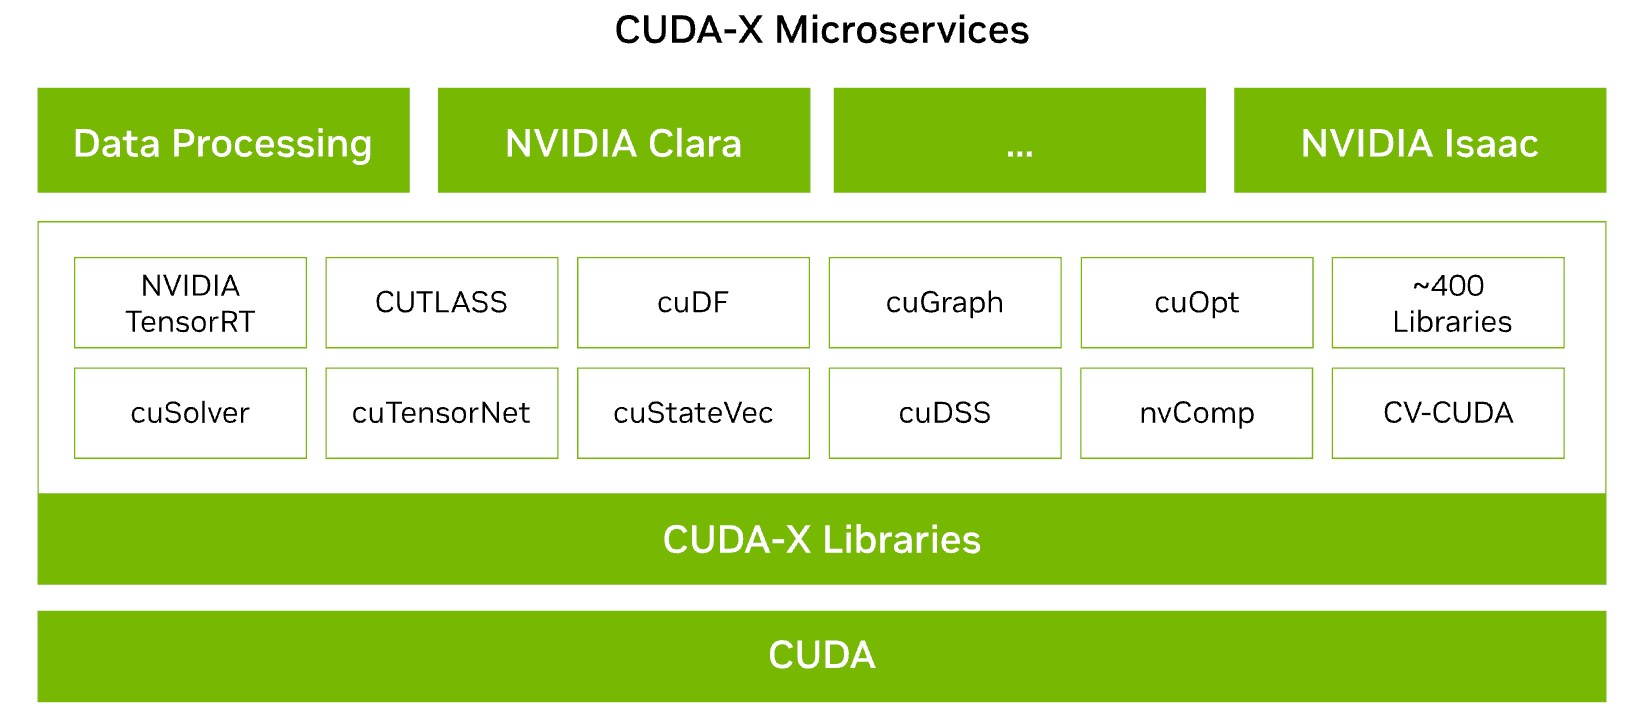 CUDA-X Microservices
Data Processing
NVIDIA Clara
...
NVIDIA Isaac
NVIDIA
TensorRT
CUTLASS
cuDF
cuGraph
cuOpt
~400
Libraries
cuSolver
cuTensorNet
cuStateVec
cuDSS
nvComp
CV-CUDA
CUDA-X Libraries
CUDA